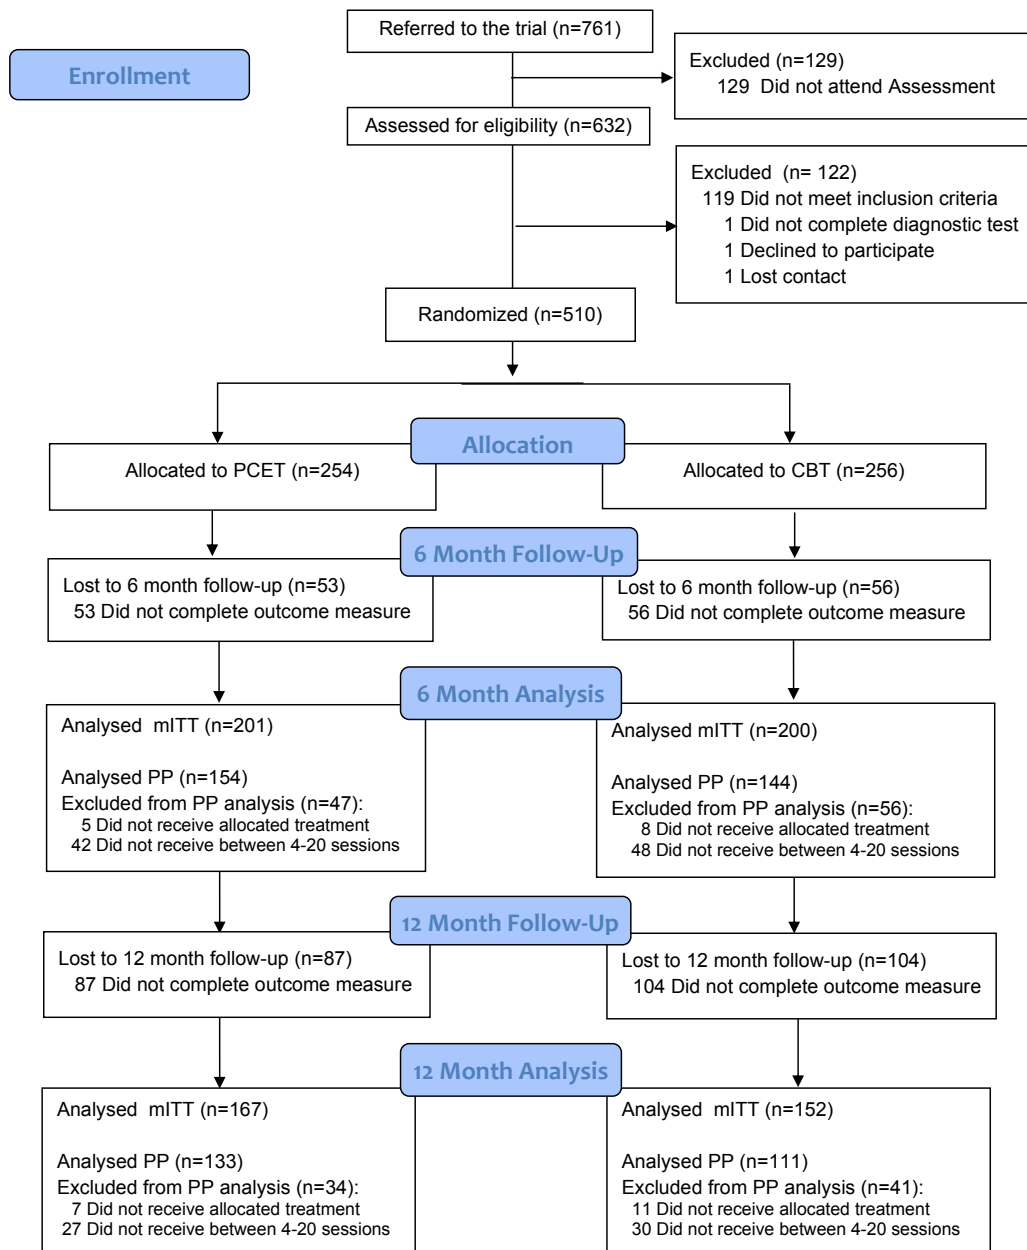 Referred to the trial (n=761)
Enrollment
Excluded (n=129)
129 Did not attend Assessment
Assessed for eligibility (n=632)
Excluded (n= 122)
119 Did not meet inclusion criteria
1 Did not complete diagnostic test
1 Declined to participate
1 Lost contact
Randomized (n=510)
Allocation
Allocated to PCET (n=254)
Allocated to CBT (n=256)
6 Month Follow-Up
Lost to 6 month follow-up (n=53)
53 Did not complete outcome measure
Lost to 6 month follow-up (n=56)
56 Did not complete outcome measure
6 Month Analysis
Analysed mITT (n=201)
Analysed PP (n=154)
Excluded from PP analysis (n=47):
5 Did not receive allocated treatment
42 Did not receive between 4-20 sessions
Analysed mITT (n=200)
Analysed PP (n=144)
Excluded from PP analysis (n=56):
8 Did not receive allocated treatment
48 Did not receive between 4-20 sessions
12 Month Follow-Up
Lost to 12 month follow-up (n=87)
87 Did not complete outcome measure
Lost to 12 month follow-up (n=104)
104 Did not complete outcome measure
12 Month Analysis
Analysed mITT (n=167)
Analysed PP (n=133)
Excluded from PP analysis (n=34):
7 Did not receive allocated treatment
27 Did not receive between 4-20 sessions
Analysed mITT (n=152)
Analysed PP (n=111)
Excluded from PP analysis (n=41):
11 Did not receive allocated treatment
30 Did not receive between 4-20 sessions